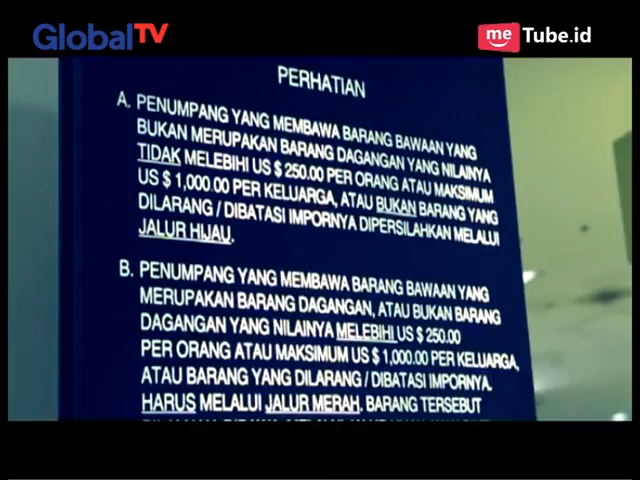 GlobalTV
me Tube.id
PERHATIAN
A. PENUMPANG YANG MEMBAWA BARANG BAWAAN YANG
BUKAN MERUPAKAN BARANG DAGANGAN YANG NILAINYA
TIDAK MELEBIHI US $ 250.00 PER ORANG ATAU MAKSIMUM
US $ 1,000.00 PER KELUARGA, ATAU BUKAN BARANG YANG
DILARANG / DIBATASI IMPORNYA DIPERSILAHKAN MELALUI
JALUR HIJAU.
B. PENUMPANG YANG MEMBAWA BARANG BAWAAN YANG
MERUPAKAN BARANG DAGANGAN, ATAU BUKAN BARANG
DAGANGAN YANG NILAINYA MELEBIHI US $ 250.00
PER ORANG ATAU MAKSIMUM US $ 1,000.00 PER KELUARGA,
ATAU BARANG YANG DILARANG / DIBATASI IMPORNYA.
HARUS MELALUI JALUR MERAH. BARANG TERSEBUT